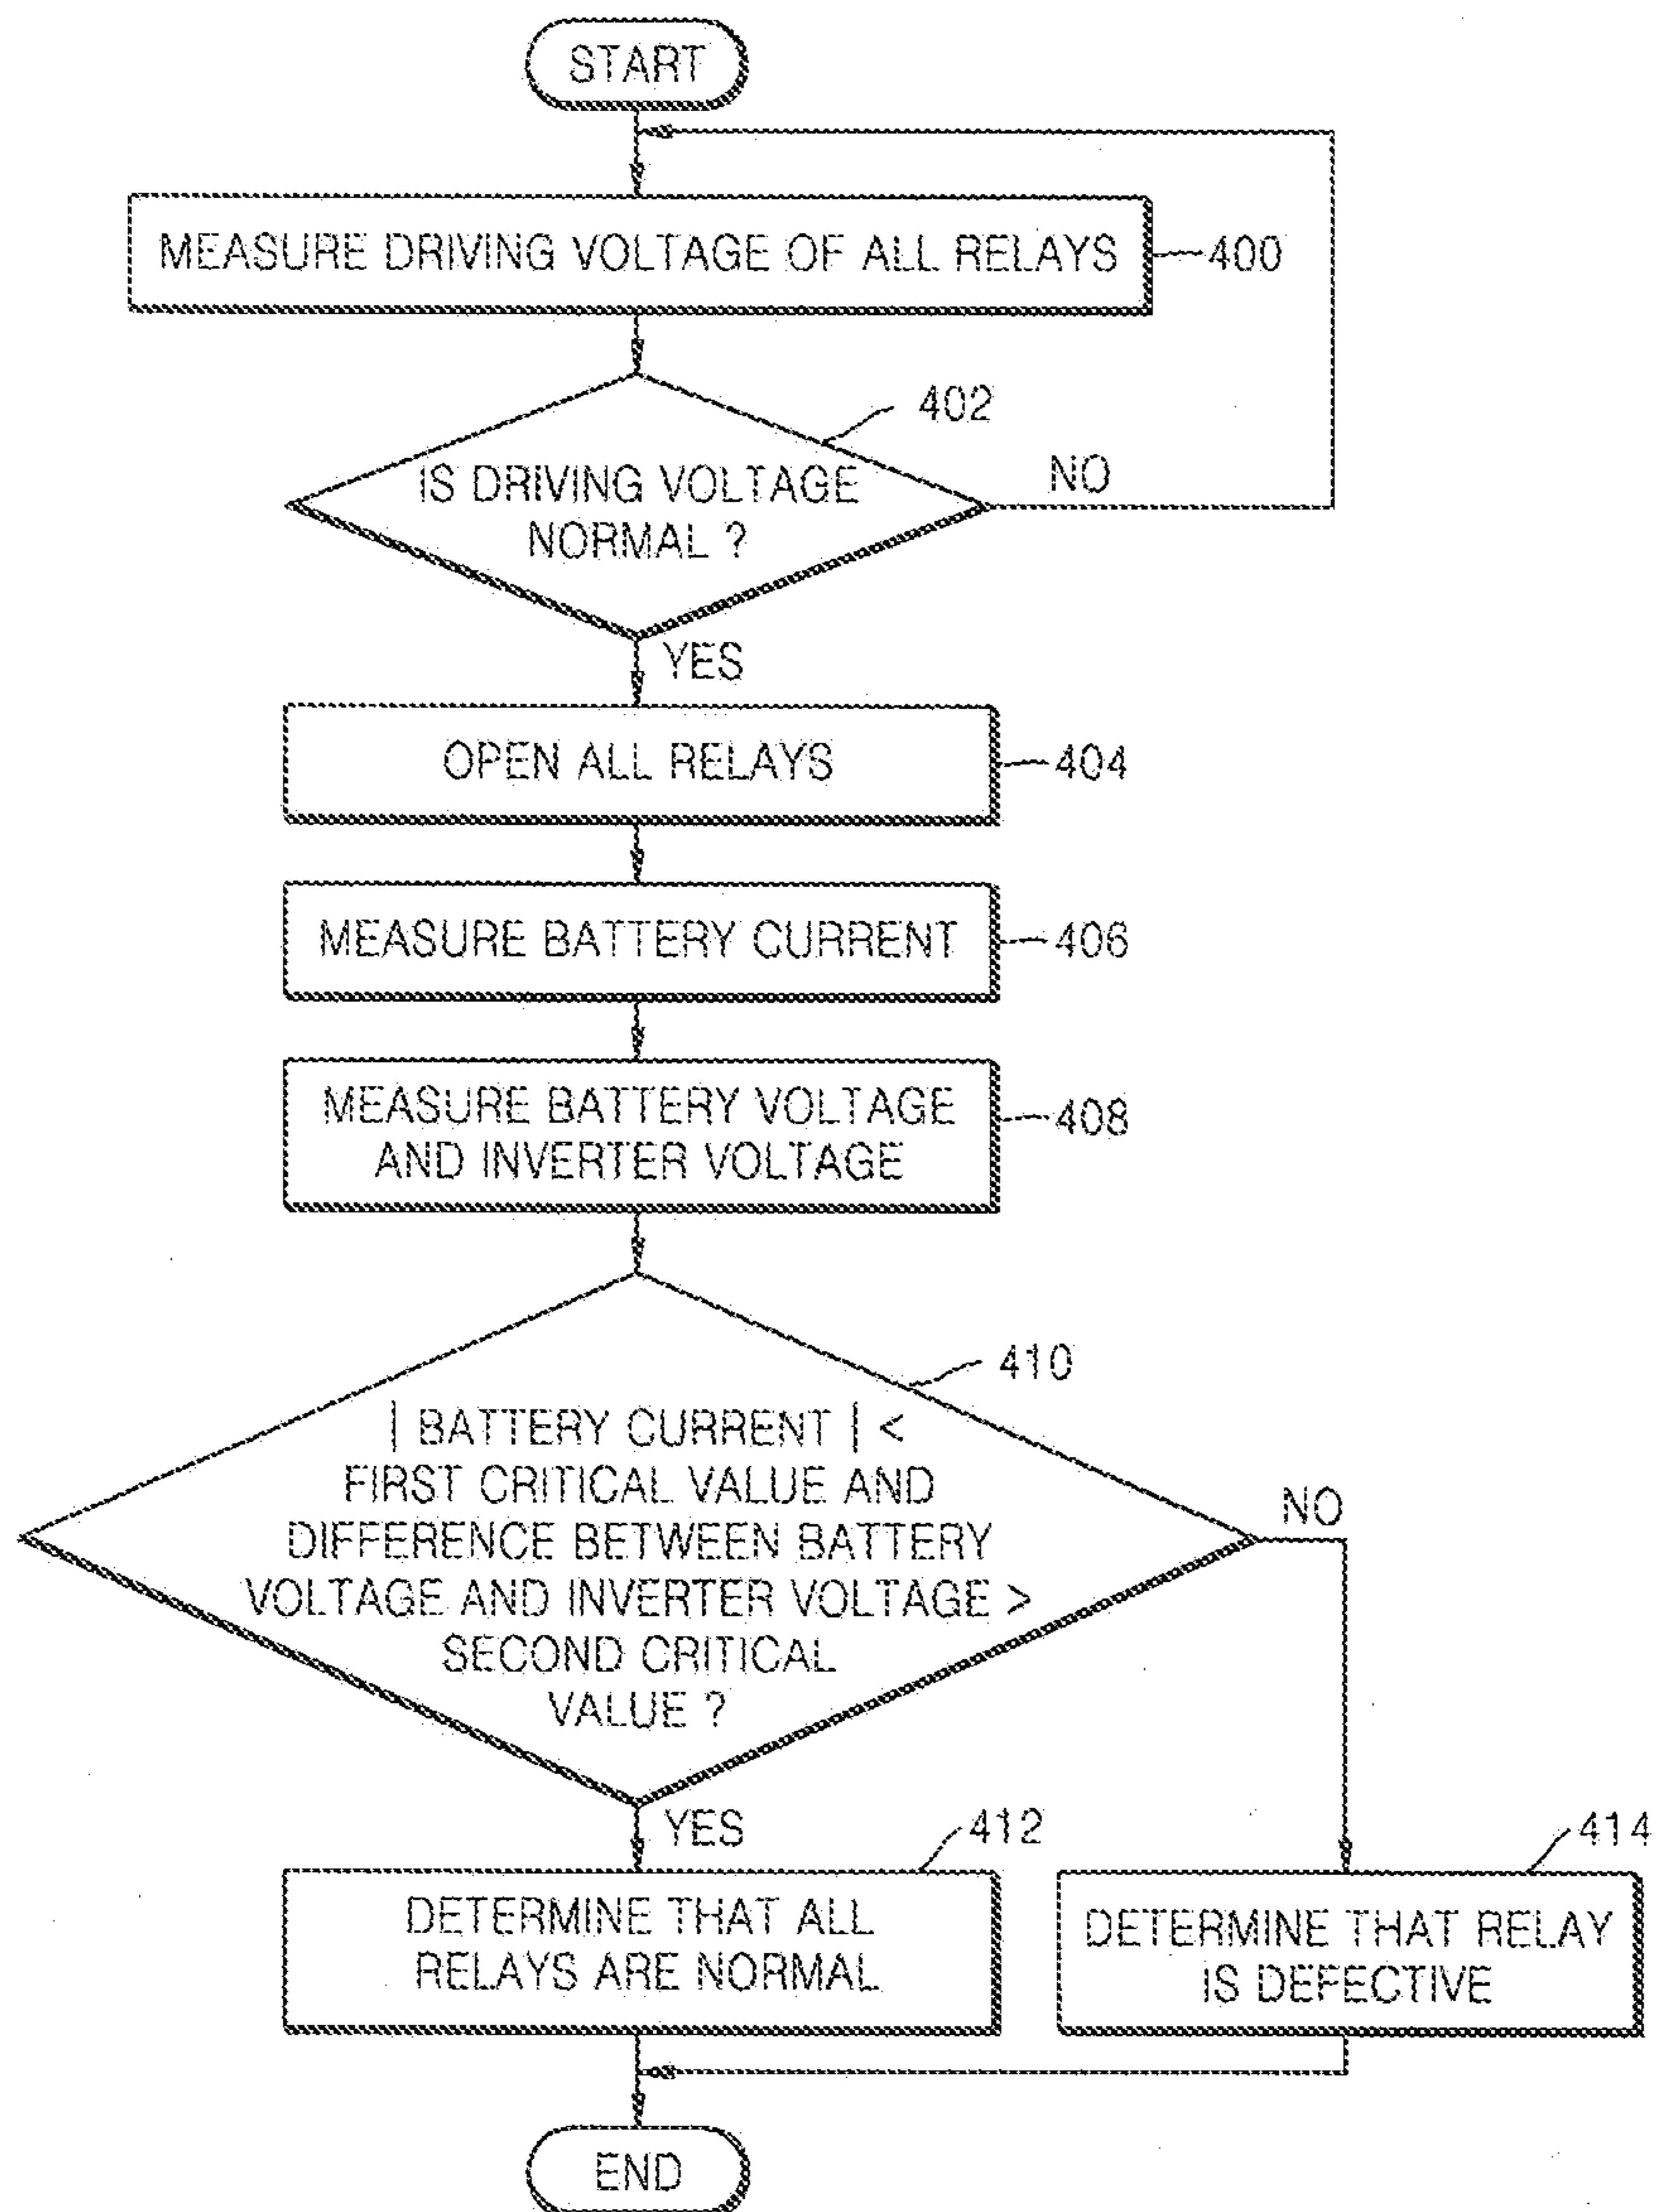 START
MEASURE DRIVING VOLTAGE OF ALL RELAYS
400
402
IS DRIVING VOLTAGE
NORMAL ?
NO
YES
OPEN ALL RELAYS
404
MEASURE BATTERY CURRENT
406
MEASURE BATTERY VOLTAGE
AND INVERTER VOLTAGE
408
410
| BATTERY CURRENT | <
FIRST CRITICAL VALUE AND
DIFFERENCE BETWEEN BATTERY
VOLTAGE AND INVERTER VOLTAGE >
SECOND CRITICAL
VALUE ?
NO
YES
412
414
DETERMINE THAT ALL
RELAYS ARE NORMAL
DETERMINE THAT RELAY
IS DEFECTIVE
END